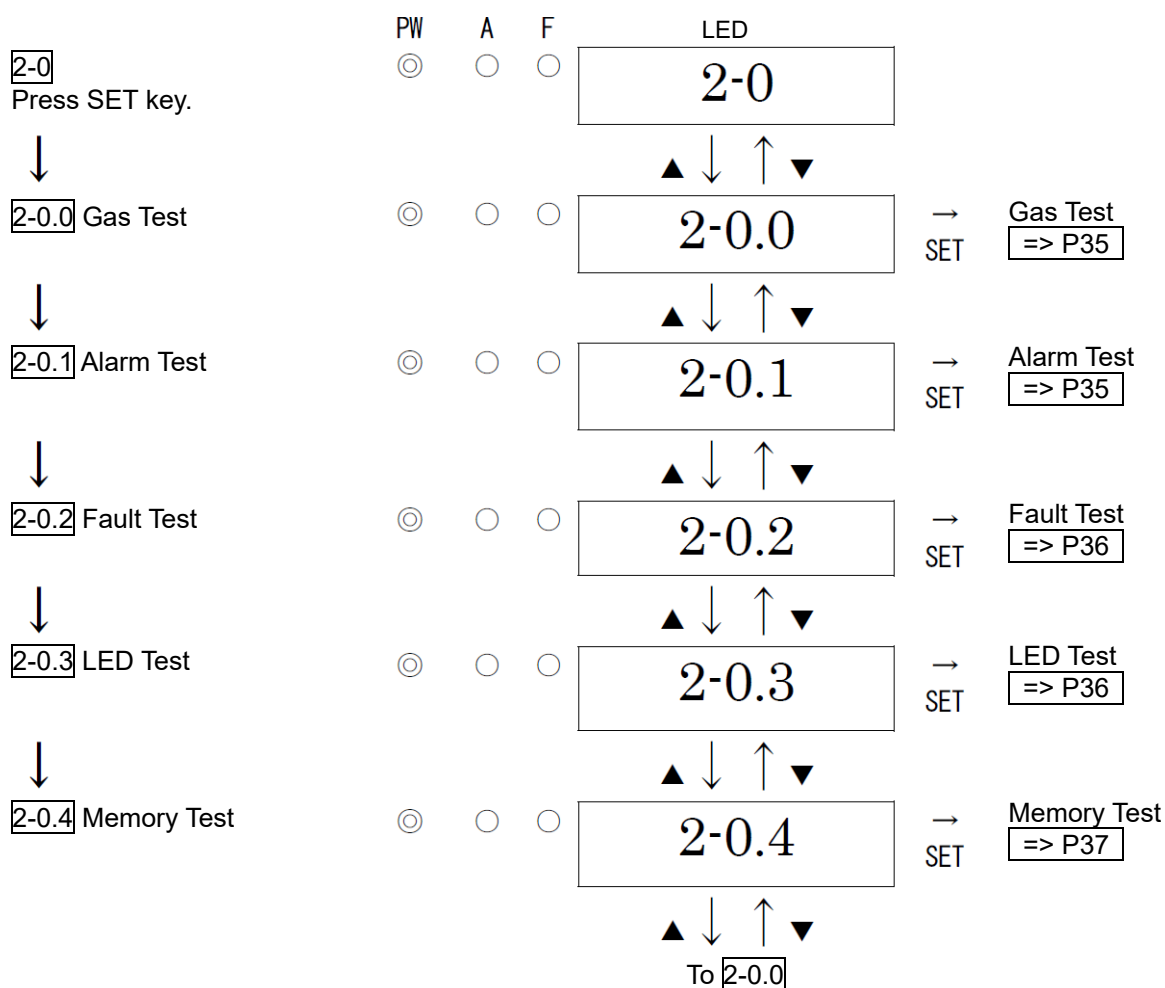 PW A F LED
2-0 ◎ ○ ○ 2-0
Press SET key.
↓ ▲ ↓ ↑ ▼
2-0.0 Gas Test ◎ ○ ○ 2-0.0 → Gas Test
SET => P35
↓ ▲ ↓ ↑ ▼
2-0.1 Alarm Test ◎ ○ ○ 2-0.1 → Alarm Test
SET => P35
↓ ▲ ↓ ↑ ▼
2-0.2 Fault Test ◎ ○ ○ 2-0.2 → Fault Test
SET => P36
↓ ▲ ↓ ↑ ▼
2-0.3 LED Test ◎ ○ ○ 2-0.3 → LED Test
SET => P36
↓ ▲ ↓ ↑ ▼
2-0.4 Memory Test ◎ ○ ○ 2-0.4 → Memory Test
SET => P37
▲ ↓ ↑ ▼
To 2-0.0